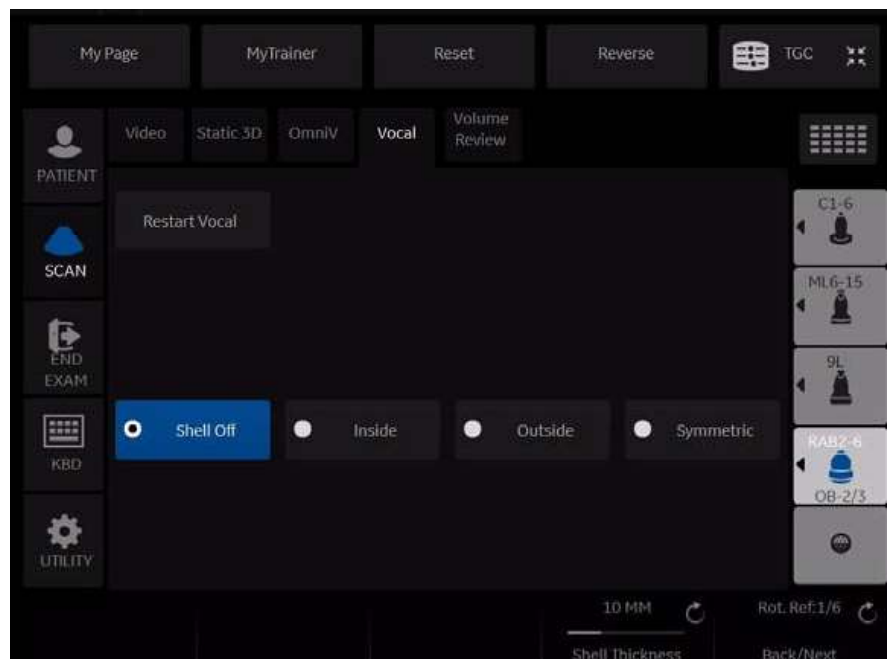 My Page
MyTrainer
Reset
Reverse
TGC
PATIENT
SCAN
END
EXAM
KBD
UTILITY
Video
Static 3D
OmniV
Vocal
Volume
Review
Restart Vocal
Shell Off
Inside
Outside
Symmetric
C1-6
ML6-15
9L
RAB2-6
OB-2/3
10 MM
Shell Thickness
Rot. Ref:1/6
Back/Next